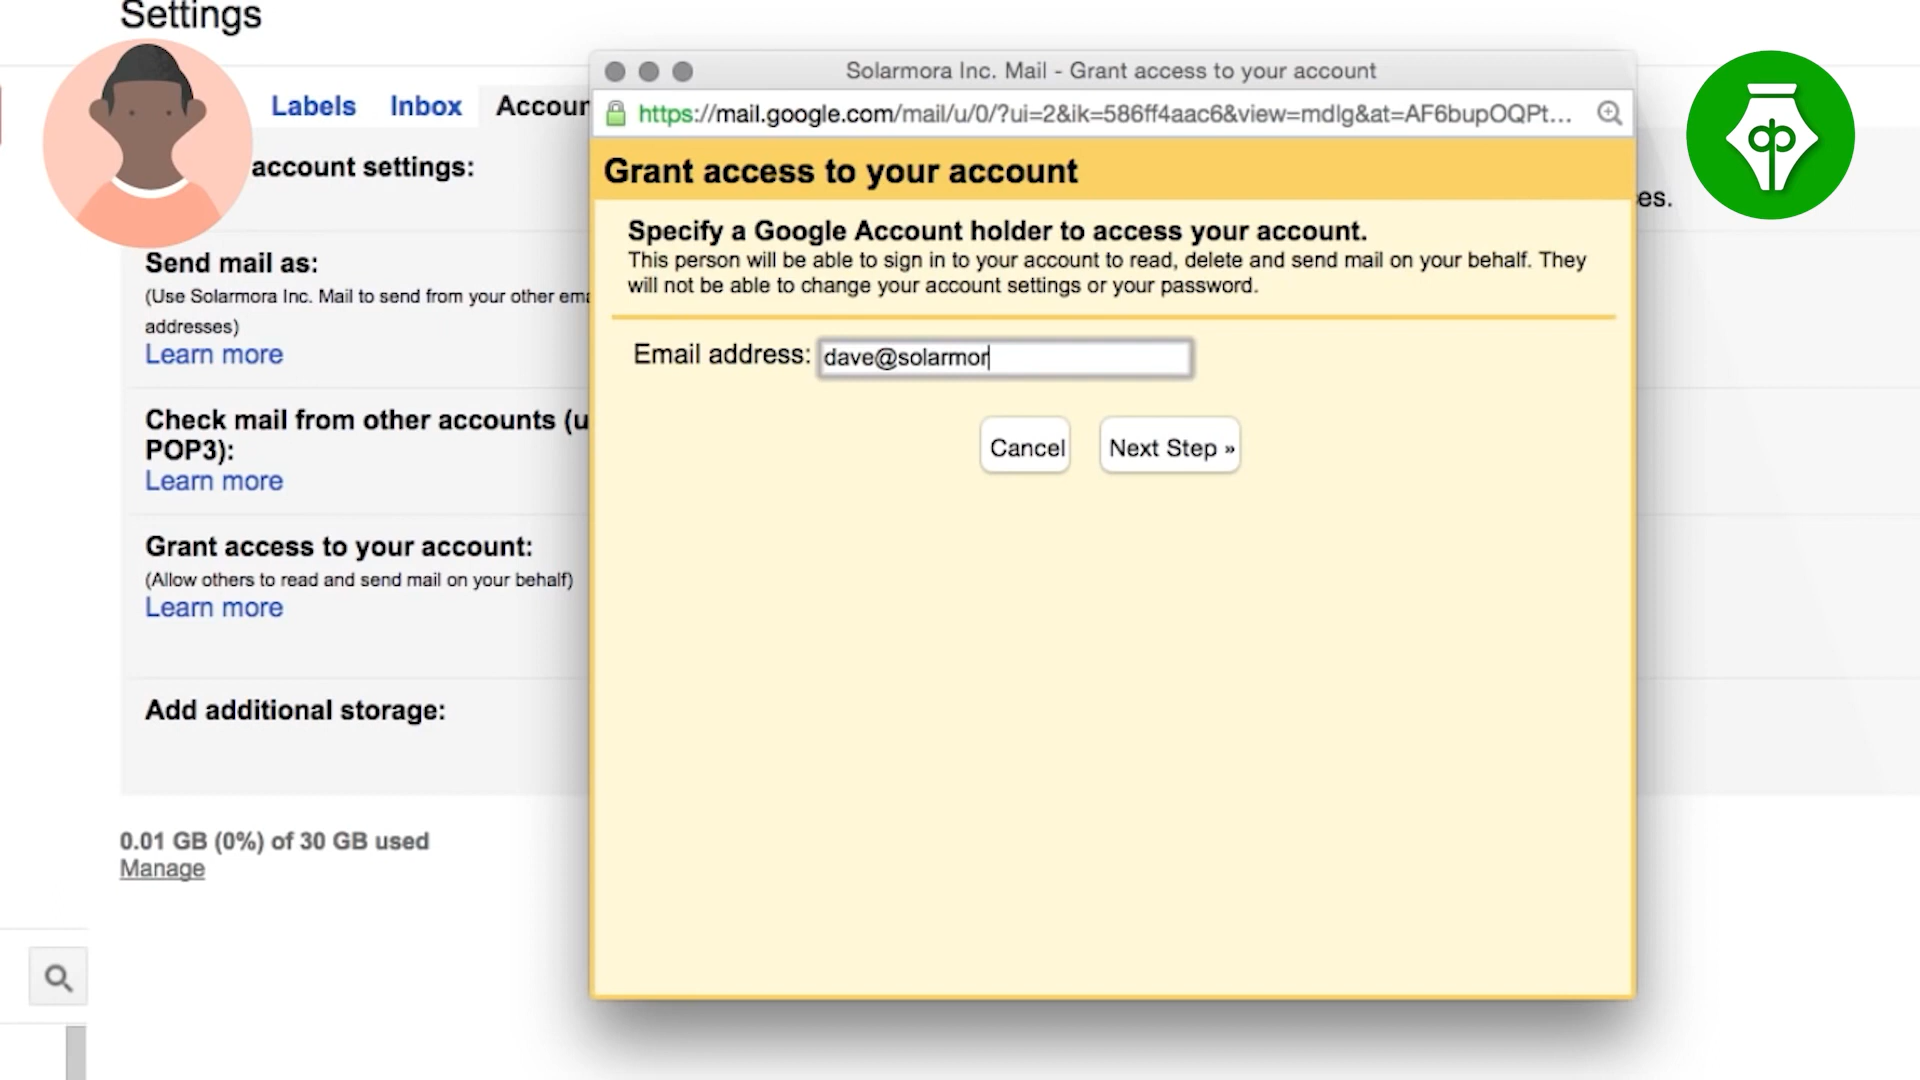 Settings
Labels Inbox Accoun
account settings:
Send mail as:
(Use Solarmora Inc. Mail to send from your other ema
addresses)
Learn more
Check mail from other accounts (u
POP3):
Learn more
Grant access to your account:
(Allow others to read and send mail on your behalf)
Learn more
Add additional storage:
0.01 GB (0%) of 30 GB used
Manage
Solarmora Inc. Mail - Grant access to your account
https://mail.google.com/mail/u/0/?ui=2&ik=586ff4aac6&view=mdlg&at=AF6bupOQPt...
Grant access to your account
Specify a Google Account holder to access your account.
This person will be able to sign in to your account to read, delete and send mail on your behalf. They
will not be able to change your account settings or your password.
Email address: dave@solarmor
Cancel Next Step »
es.